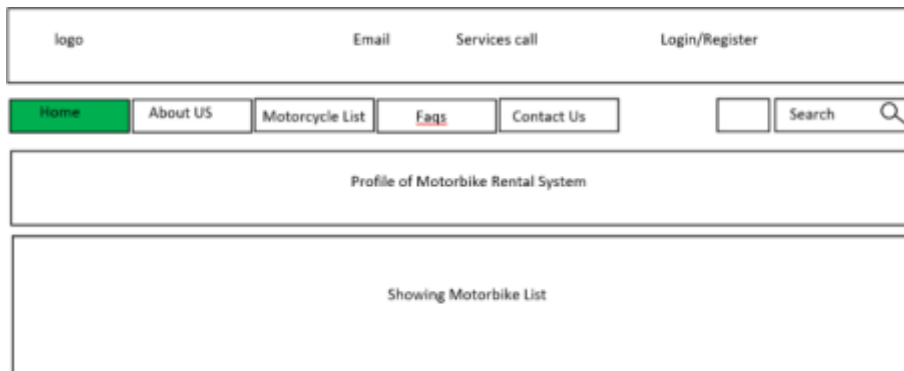 logo Email Services call Login/Register
Home About US Motorcycle List Faqs Contact Us Search
Profile of Motorbike Rental System
Showing Motorbike List